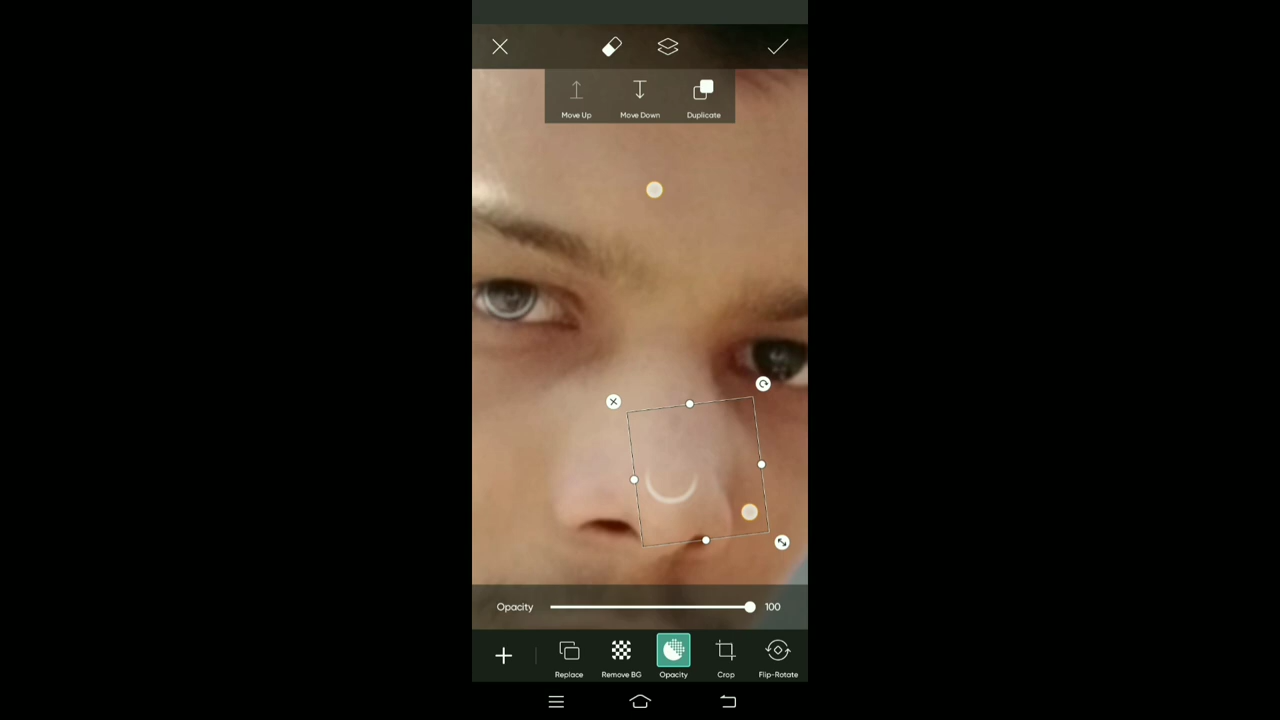 Move Up
Move Down
Duplicate
Opacity
100
Replace
Remove BG
Opacity
Crop
Flip-Rotate